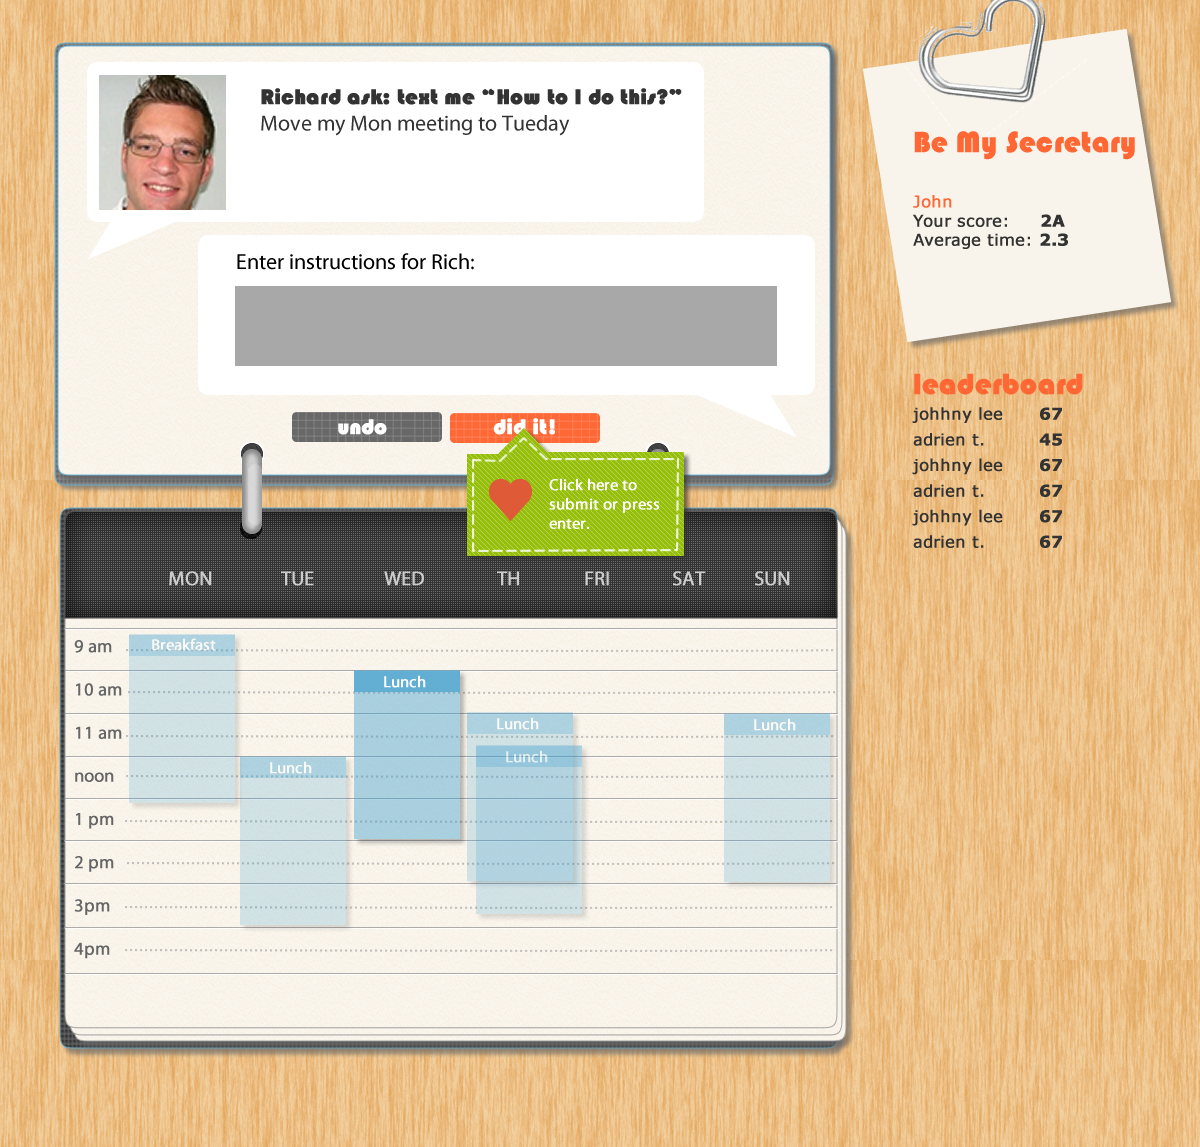 Richard ask: text me “How to I do this?”
Move my Mon meeting to Tueday
Enter instructions for Rich:
undo
did it!
Click here to
submit or press
enter.
MON TUE WED TH FRI SAT SUN
9 am
Breakfast
10 am
Lunch
11 am
Lunch
Lunch
Lunch
noon
Lunch
1 pm
2 pm
3pm
4pm
Be My Secretary
John
Your score: 2A
Average time: 2.3
leaderboard
johhny lee 67
adrien t. 45
johhny lee 67
adrien t. 67
johhny lee 67
adrien t. 67